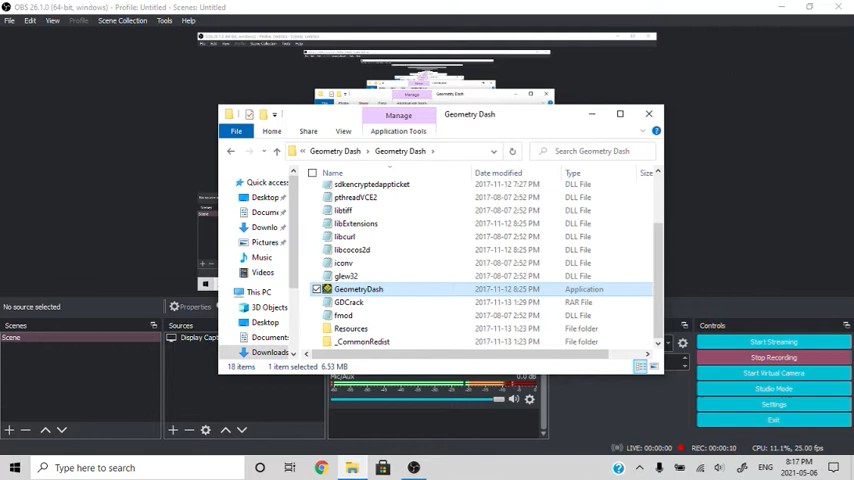 OBS 26.1.0 (64-bit, windows) - Profile: Untitled - Scenes: Untitled
File Edit View Profile Scene Collection Tools Help
Manage Geometry Dash
Manage Geometry Dash
File Home Share View Application Tools
« Geometry Dash › Geometry Dash › Search Geometry Dash
Name Date modified Type Size
Quick access
Desktop
Docume
Downlo
Pictures
Music
Videos
This PC
3D Objects
Desktop
Documents
Downloads
sdkencryptedappticket 2017-11-12 7:27 PM DLL File
pthreadVCE2 2017-08-07 2:52 PM DLL File
libtiff 2017-08-07 2:52 PM DLL File
libExtensions 2017-11-12 8:25 PM DLL File
libcurl 2017-08-07 2:52 PM DLL File
libcocos2d 2017-11-12 8:25 PM DLL File
iconv 2017-08-07 2:52 PM DLL File
glew32 2017-08-07 2:52 PM DLL File
GeometryDash 2017-11-12 8:25 PM Application
GDCrack 2017-11-13 1:29 PM RAR File
fmod 2017-08-07 2:52 PM DLL File
Resources 2017-11-13 1:23 PM File folder
_CommonRedist 2017-11-13 1:23 PM File folder
18 items 1 item selected 6.53 MB
No source selected Properties
Scenes Sources Controls
Scene Display Capt
Start Streaming
Stop Recording
Start Virtual Camera
Studio Mode
Settings
Exit
Mic/Aux 0.0 dB
LIVE: 00:00:00 REC: 00:00:10 CPU: 11.1%, 25.00 fps
Type here to search
ENG 8:17 PM
2021-05-06